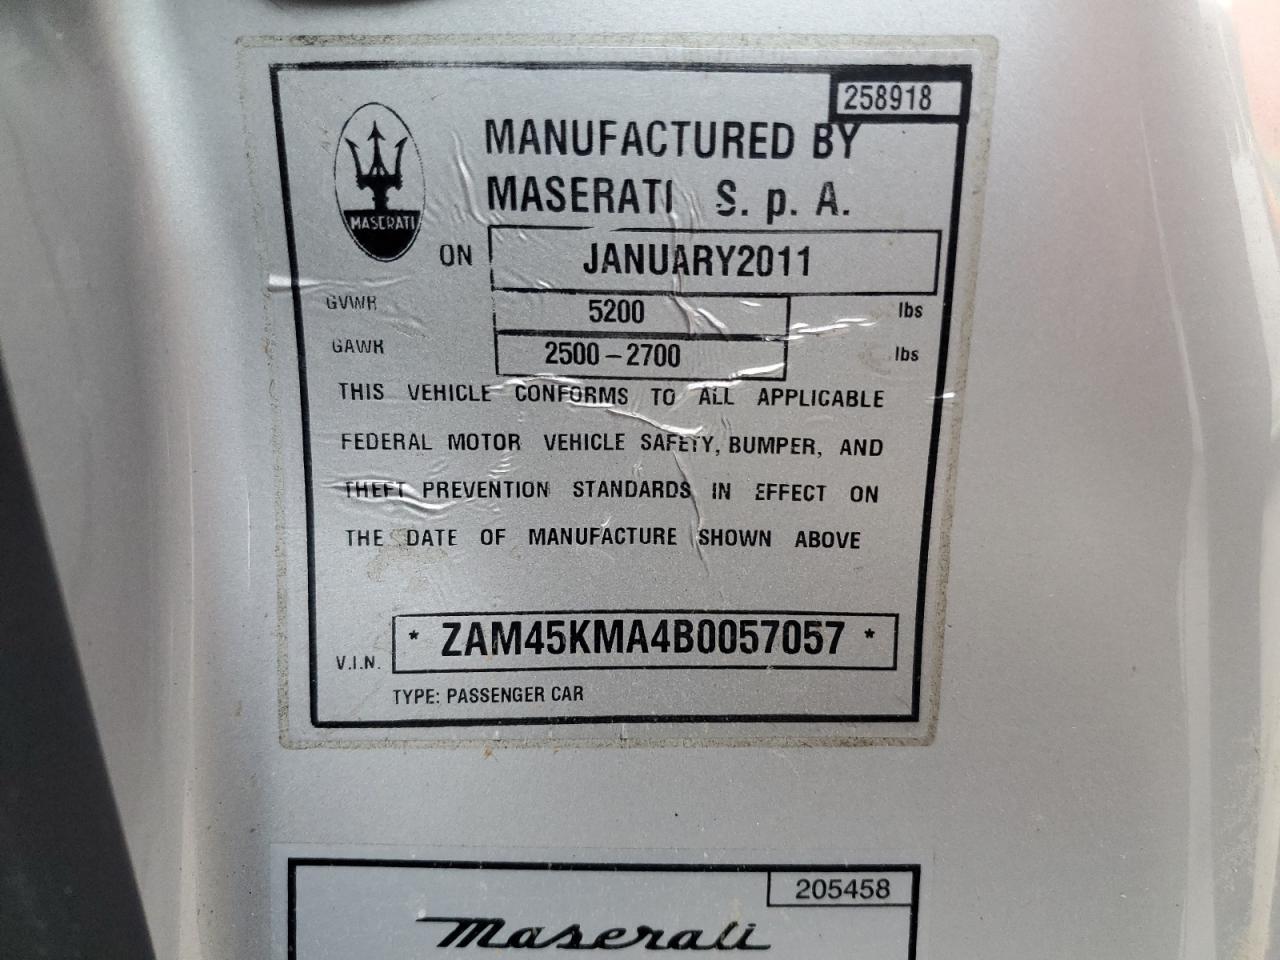 258918
MANUFACTURED BY
MASERATI S. p. A.
MASERATI
ON JANUARY2011
GVWR 5200 lbs
GAWR 2500-2700 lbs
THIS VEHICLE CONFORMS TO ALL APPLICABLE
FEDERAL MOTOR VEHICLE SAFETY, BUMPER, AND
THEFT PREVENTION STANDARDS IN EFFECT ON
THE DATE OF MANUFACTURE SHOWN ABOVE
V.I.N. * ZAM45KMA4B0057057 *
TYPE: PASSENGER CAR
205458
Maserati